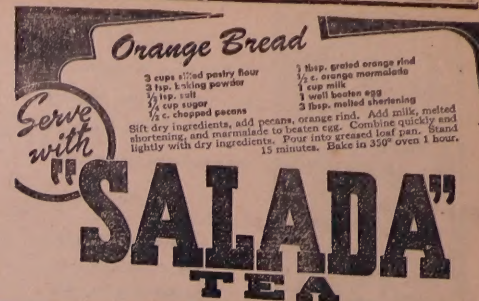 Orange Bread
3 cups sifted pastry flour
3 tsp. baking powder
½ tsp. salt
½ cup sugar
½ c. chopped pecans
1 tbsp. grated orange rind
½ c. orange marmalade
1 cup milk
1 well beaten egg
3 tbsp. melted shortening
Sift dry ingredients, add pecans, orange rind. Add milk, melted
shortening, and marmalade to beaten egg. Combine quickly and
lightly with dry ingredients. Pour into greased loaf pan. Stand
15 minutes. Bake in 350° oven 1 hour.
Serve
with
"SALADA"
TEA